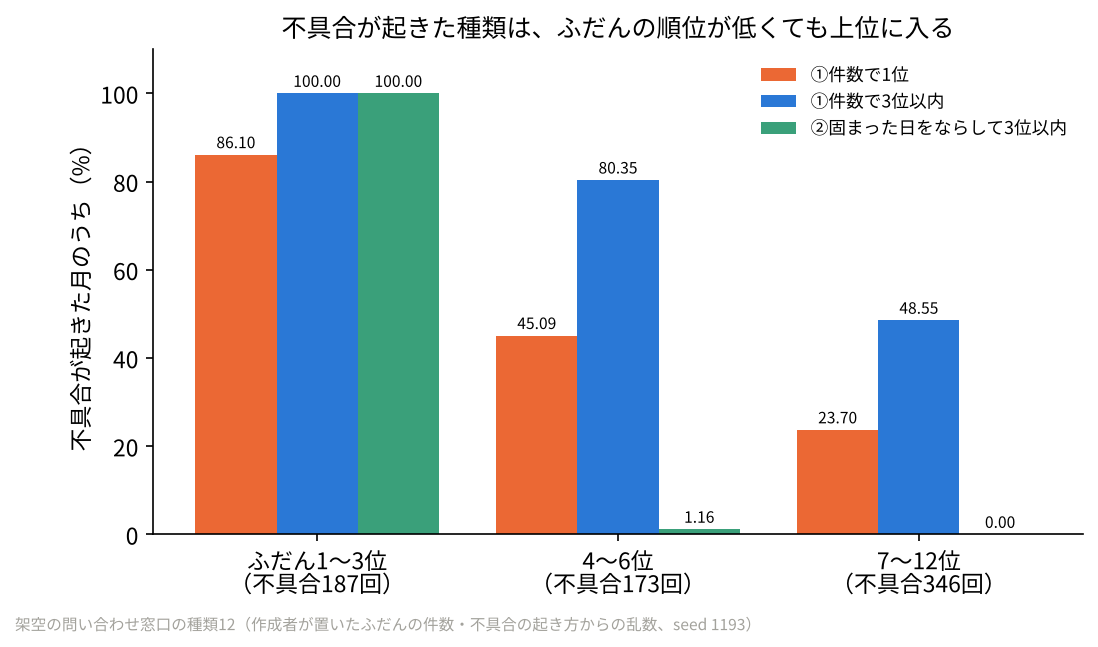 不具合が起きた種類は、ふだんの順位が低くても上位に入る
①件数で1位
①件数で3位以内
②固まった日をならして3位以内
不具合が起きた月のうち（%）
100
80
60
40
20
0
86.10
100.00
100.00
45.09
80.35
1.16
23.70
48.55
0.00
ふだん1～3位
（不具合187回）
4～6位
（不具合173回）
7～12位
（不具合346回）
架空の問い合わせ窓口の種類12（作成者が置いたふだんの件数・不具合の起き方からの乱数、seed 1193）